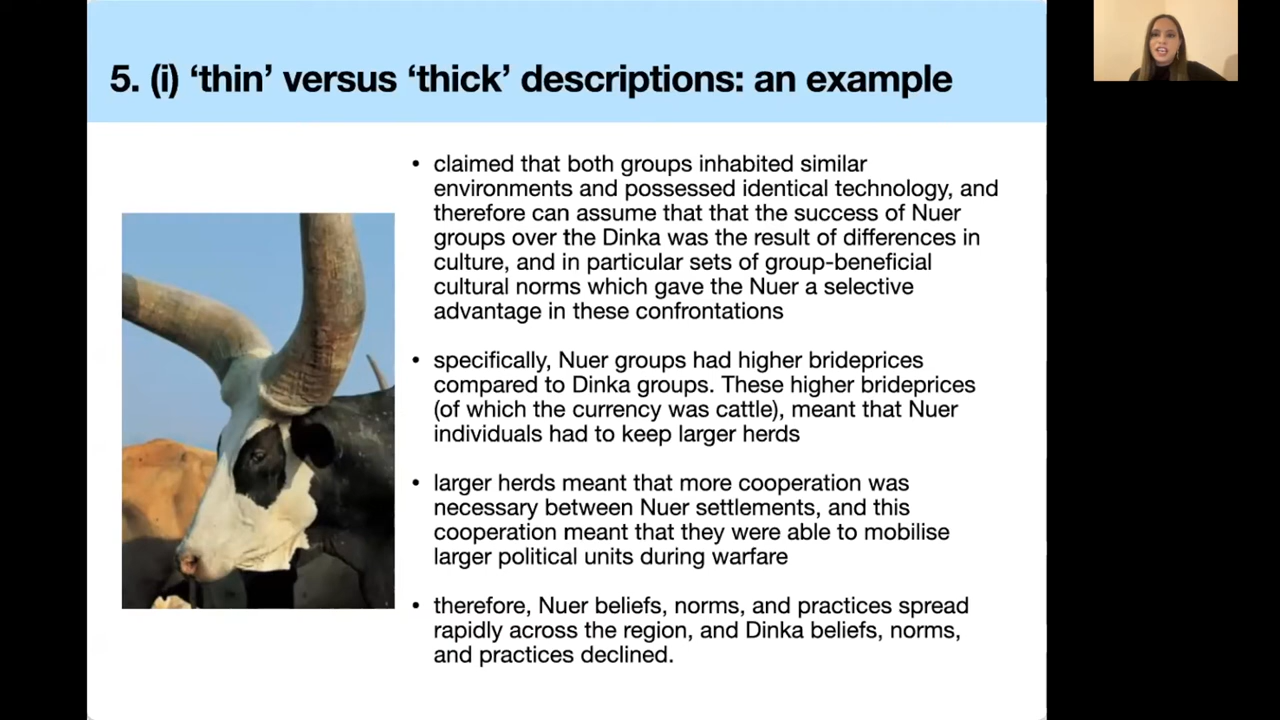 5. (i) ‘thin’ versus ‘thick’ descriptions: an example
• claimed that both groups inhabited similar
environments and possessed identical technology, and
therefore can assume that that the success of Nuer
groups over the Dinka was the result of differences in
culture, and in particular sets of group-beneficial
cultural norms which gave the Nuer a selective
advantage in these confrontations
• specifically, Nuer groups had higher brideprices
compared to Dinka groups. These higher brideprices
(of which the currency was cattle), meant that Nuer
individuals had to keep larger herds
• larger herds meant that more cooperation was
necessary between Nuer settlements, and this
cooperation meant that they were able to mobilise
larger political units during warfare
• therefore, Nuer beliefs, norms, and practices spread
rapidly across the region, and Dinka beliefs, norms,
and practices declined.